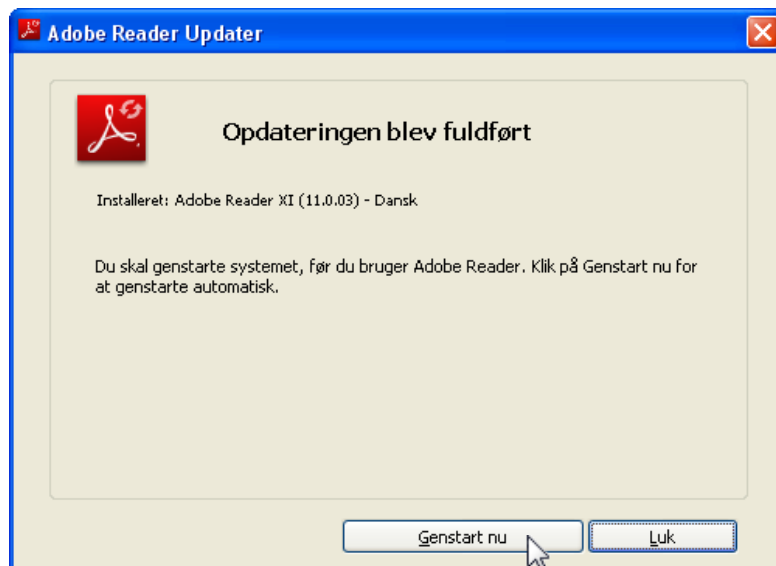 Adobe Reader Updater
Opdateringen blev fuldført
Installeret: Adobe Reader XI (11.0.03) - Dansk
Du skal genstarte systemet, før du bruger Adobe Reader. Klik på Genstart nu for
at genstarte automatisk.
Genstart nu
Luk